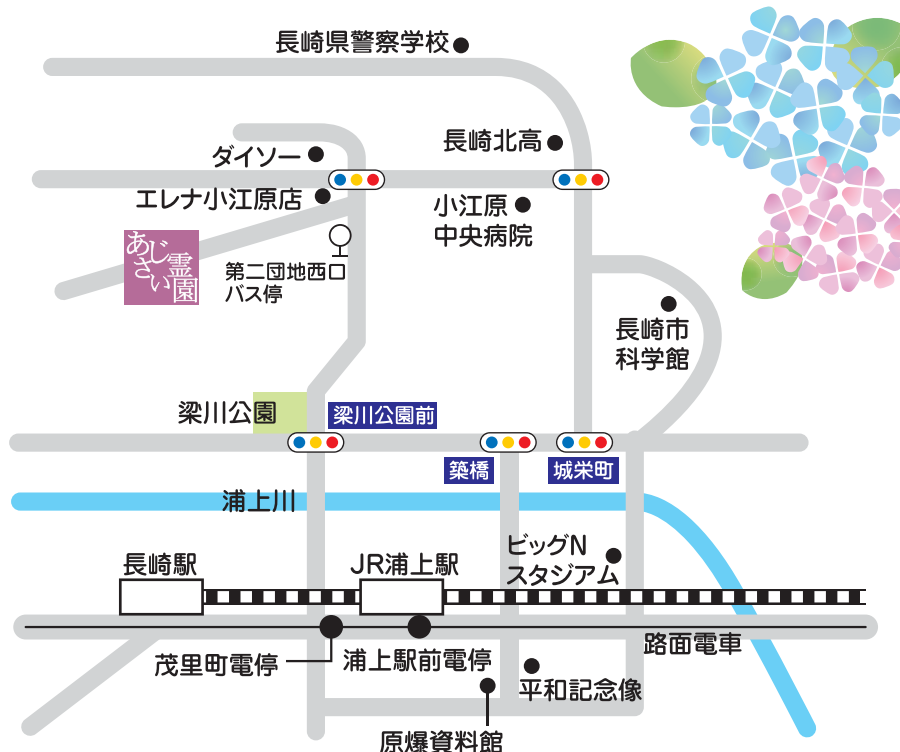 長崎県警察学校
長崎北高
ダイソー
エレナ小江原店
小江原
中央病院
あじさい霊園
第二団地西口
バス停
長崎市
科学館
梁川公園
梁川公園前
築橋
城栄町
浦上川
ビッグN
スタジアム
長崎駅
JR浦上駅
路面電車
茂里町電停
浦上駅前電停
平和記念像
原爆資料館